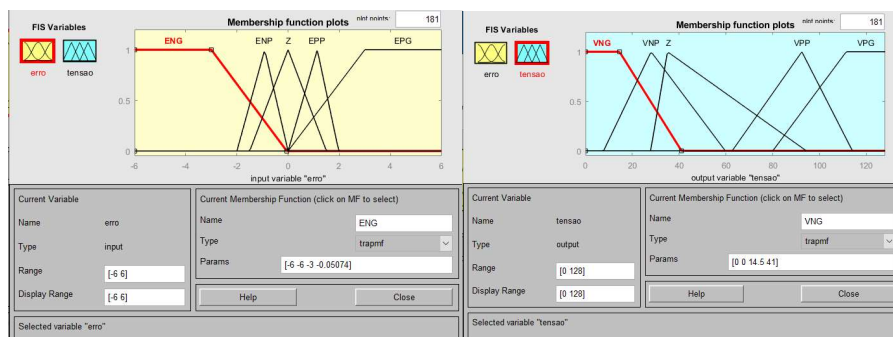 FIS Variables
erro
tensao
Membership function plots
plot points:
181
ENG
ENP
Z
EPP
EPG
1
0.5
0
-6
-4
-2
0
2
4
6
input variable "erro"
Current Variable
Name
erro
Type
input
Range
[-6 6]
Display Range
[-6 6]
Current Membership Function (click on MF to select)
Name
ENG
Type
trapmf
Params
[-6 -6 -3 -0.05074]
Help
Close
Selected variable "erro"
FIS Variables
erro
tensao
Membership function plots
plot points:
181
VNG
VNP
Z
VPP
VPG
1
0.5
0
0
20
40
60
80
100
120
output variable "tensao"
Current Variable
Name
tensao
Type
output
Range
[0 128]
Display Range
[0 128]
Current Membership Function (click on MF to select)
Name
VNG
Type
trapmf
Params
[0 0 14.5 41]
Help
Close
Selected variable "tensao"